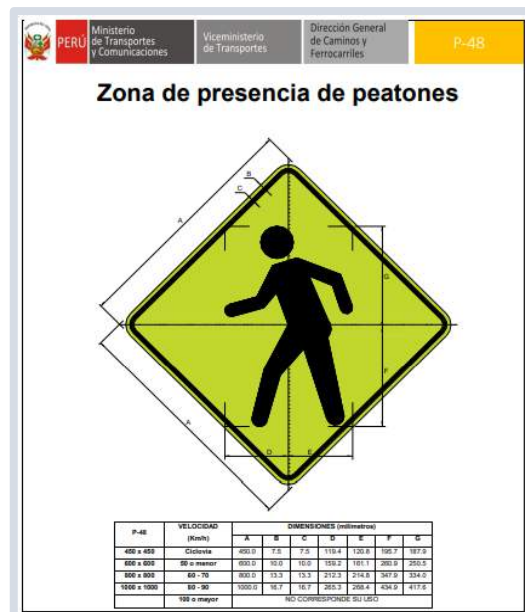 PERÚ
Ministerio
de Transportes
y Comunicaciones
Viceministerio
de Transportes
Dirección General
de Caminos y
Ferrocarriles
P-48
Zona de presencia de peatones
B
C
A
G
F
A
D E
P-48 VELOCIDAD (Km/h) DIMENSIONES (milímetros)
A B C D E F G
450 x 450 Ciclovía 450.0 7.5 7.5 119.4 120.8 195.7 187.9
600 x 600 50 o menor 600.0 10.0 10.0 159.2 161.1 260.9 250.5
800 x 800 60 - 70 800.0 13.3 13.3 212.3 214.8 347.9 334.0
1000 x 1000 80 - 90 1000.0 16.7 16.7 265.3 268.4 434.9 417.6
100 o mayor NO CORRESPONDE SU USO